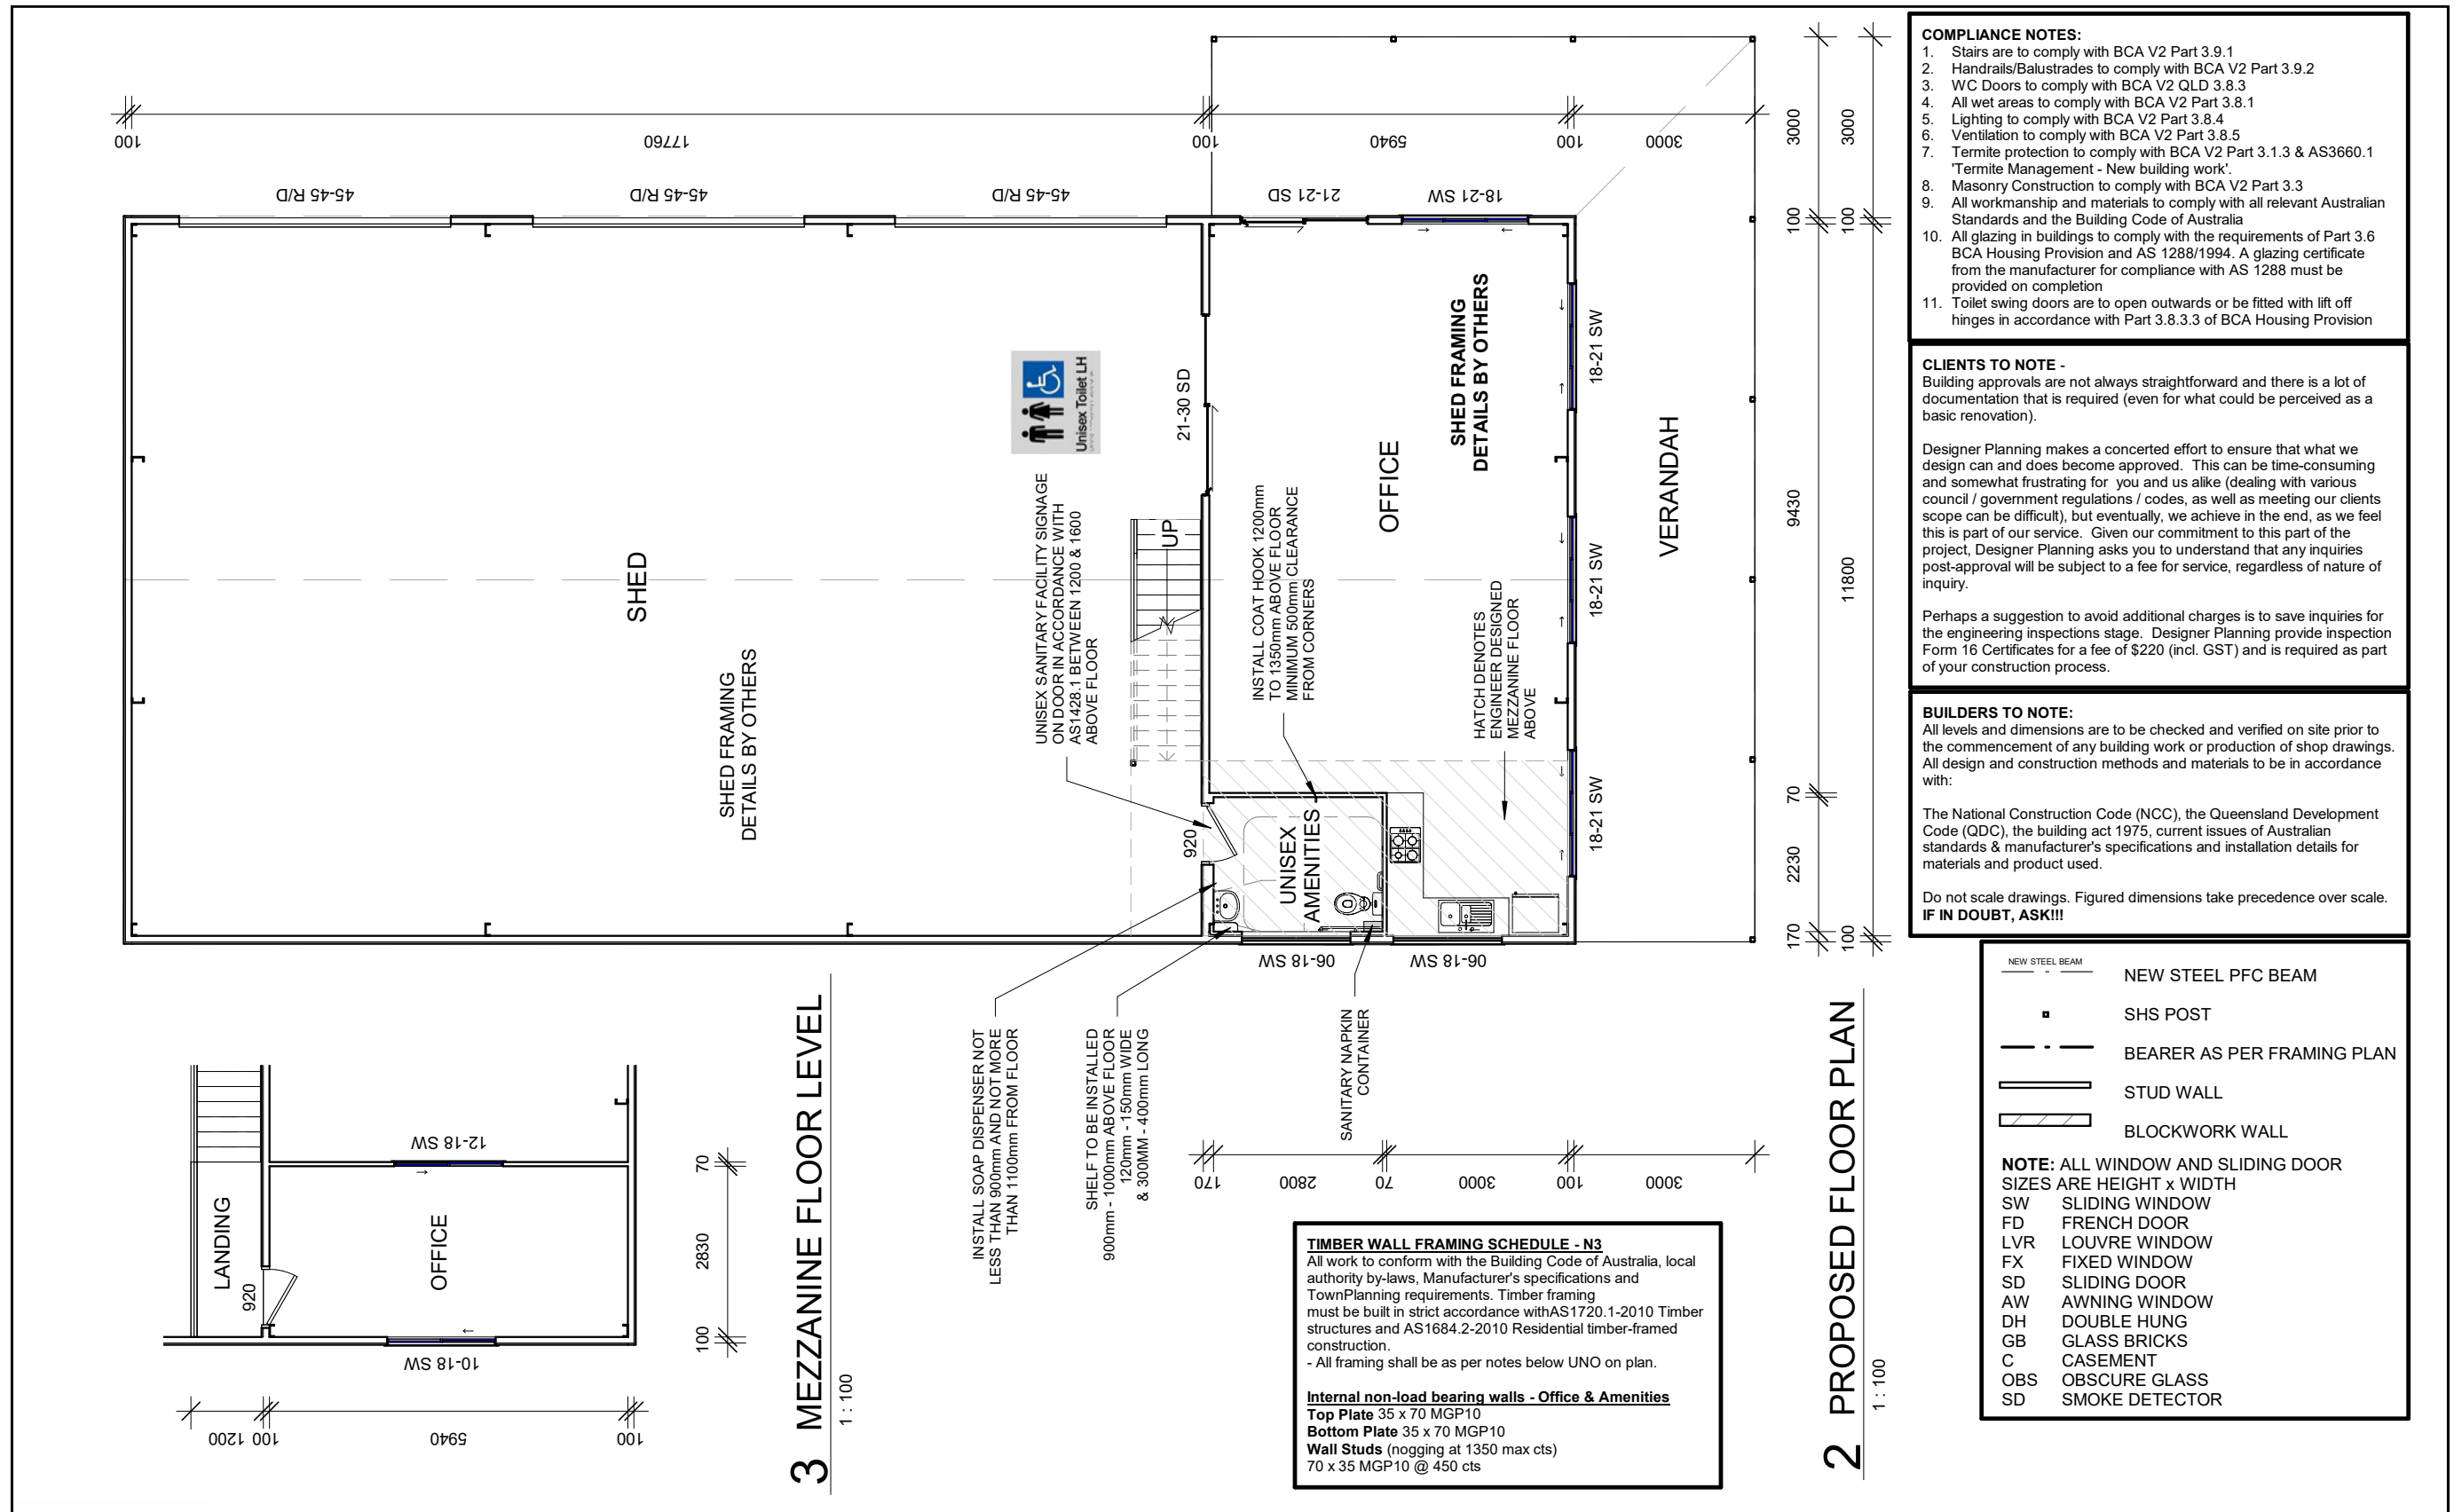 COMPLIANCE NOTES:
1. Stairs are to comply with BCA V2 Part 3.9.1
2. Handrails/Balustrades to comply with BCA V2 Part 3.9.2
3. WC Doors to comply with BCA V2 QLD 3.8.3
4. All wet areas to comply with BCA V2 Part 3.8.1
5. Lighting to comply with BCA V2 Part 3.8.4
6. Ventilation to comply with BCA V2 Part 3.8.5
7. Termite protection to comply with BCA V2 Part 3.1.3 & AS3660.1
'Termite Management - New building work'.
8. Masonry Construction to comply with BCA V2 Part 3.3
9. All workmanship and materials to comply with all relevant Australian
Standards and the Building Code of Australia
10. All glazing in buildings to comply with the requirements of Part 3.6
BCA Housing Provision and AS 1288/1994. A glazing certificate
from the manufacturer for compliance with AS 1288 must be
provided on completion
11. Toilet swing doors are to open outwards or be fitted with lift off
hinges in accordance with Part 3.8.3.3 of BCA Housing Provision
CLIENTS TO NOTE -
Building approvals are not always straightforward and there is a lot of
documentation that is required (even for what could be perceived as a
basic renovation).
Designer Planning makes a concerted effort to ensure that what we
design can and does become approved. This can be time-consuming
and somewhat frustrating for you and us alike (dealing with various
council / government regulations / codes, as well as meeting our clients
scope can be difficult), but eventually, we achieve in the end, as we feel
this is part of our service. Given our commitment to this part of the
project, Designer Planning asks you to understand that any inquiries
post-approval will be subject to a fee for service, regardless of nature of
inquiry.
Perhaps a suggestion to avoid additional charges is to save inquiries for
the engineering inspections stage. Designer Planning provide inspection
Form 16 Certificates for a fee of $220 (incl. GST) and is required as part
of your construction process.
BUILDERS TO NOTE:
All levels and dimensions are to be checked and verified on site prior to
the commencement of any building work or production of shop drawings.
All design and construction methods and materials to be in accordance
with:
The National Construction Code (NCC), the Queensland Development
Code (QDC), the building act 1975, current issues of Australian
standards & manufacturer's specifications and installation details for
materials and product used.
Do not scale drawings. Figured dimensions take precedence over scale.
IF IN DOUBT, ASK!!!
NEW STEEL BEAM
NEW STEEL PFC BEAM
SHS POST
BEARER AS PER FRAMING PLAN
STUD WALL
BLOCKWORK WALL
NOTE: ALL WINDOW AND SLIDING DOOR
SIZES ARE HEIGHT x WIDTH
SW SLIDING WINDOW
FD FRENCH DOOR
LVR LOUVRE WINDOW
FX FIXED WINDOW
SD SLIDING DOOR
AW AWNING WINDOW
DH DOUBLE HUNG
GB GLASS BRICKS
C CASEMENT
OBS OBSCURE GLASS
SD SMOKE DETECTOR
TIMBER WALL FRAMING SCHEDULE - N3
All work to conform with the Building Code of Australia, local
authority by-laws, Manufacturer's specifications and
TownPlanning requirements. Timber framing
must be built in strict accordance withAS1720.1-2010 Timber
structures and AS1684.2-2010 Residential timber-framed
construction.
- All framing shall be as per notes below UNO on plan.
Internal non-load bearing walls - Office & Amenities
Top Plate 35 x 70 MGP10
Bottom Plate 35 x 70 MGP10
Wall Studs (nogging at 1350 max cts)
70 x 35 MGP10 @ 450 cts
100
17760
100
5940
100
3000
45-45 R/D
45-45 R/D
45-45 R/D
21-21 SD
18-21 SW
3000
3000
100
100
9430
11800
70
2230
170
100
SHED
SHED FRAMING
DETAILS BY OTHERS
Unisex Toilet LH
21-30 SD
UP
UNISEX SANITARY FACILITY SIGNAGE
ON DOOR IN ACCORDANCE WITH
AS1428.1 BETWEEN 1200 & 1600
ABOVE FLOOR
INSTALL COAT HOOK 1200mm
TO 1350mm ABOVE FLOOR
MINIMUM 500mm CLEARANCE
FROM CORNERS
OFFICE
SHED FRAMING
DETAILS BY OTHERS
HATCH DENOTES
ENGINEER DESIGNED
MEZZANINE FLOOR
ABOVE
18-21 SW
18-21 SW
18-21 SW
VERANDAH
920
UNISEX
AMENITIES
06-18 SW
06-18 SW
INSTALL SOAP DISPENSER NOT
LESS THAN 900mm AND NOT MORE
THAN 1100mm FROM FLOOR
SHELF TO BE INSTALLED
900mm - 1000mm ABOVE FLOOR
120mm - 150mm WIDE
& 300MM - 400mm LONG
SANITARY NAPKIN
CONTAINER
170
2800
70
3000
100
3000
2 PROPOSED FLOOR PLAN
1 : 100
LANDING
920
OFFICE
12-18 SW
10-18 SW
70
2830
100
1200
100
5940
100
3 MEZZANINE FLOOR LEVEL
1 : 100